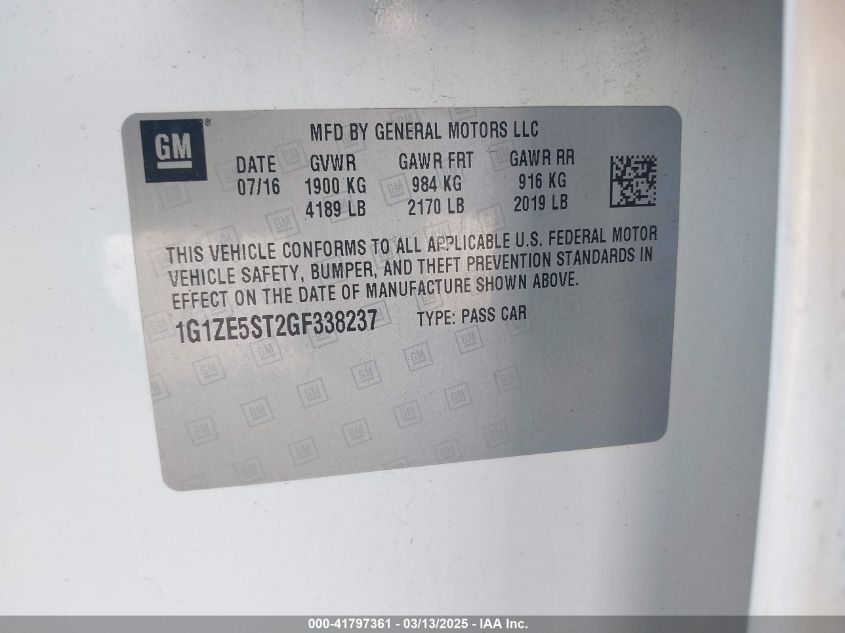 GM
MFD BY GENERAL MOTORS LLC
DATE GVWR GAWR FRT GAWR RR
07/16 1900 KG 984 KG 916 KG
4189 LB 2170 LB 2019 LB
THIS VEHICLE CONFORMS TO ALL APPLICABLE U.S. FEDERAL MOTOR
VEHICLE SAFETY, BUMPER, AND THEFT PREVENTION STANDARDS IN
EFFECT ON THE DATE OF MANUFACTURE SHOWN ABOVE.
1G1ZE5ST2GF338237 TYPE: PASS CAR
000-41797361 - 03/13/2025 - IAA Inc.